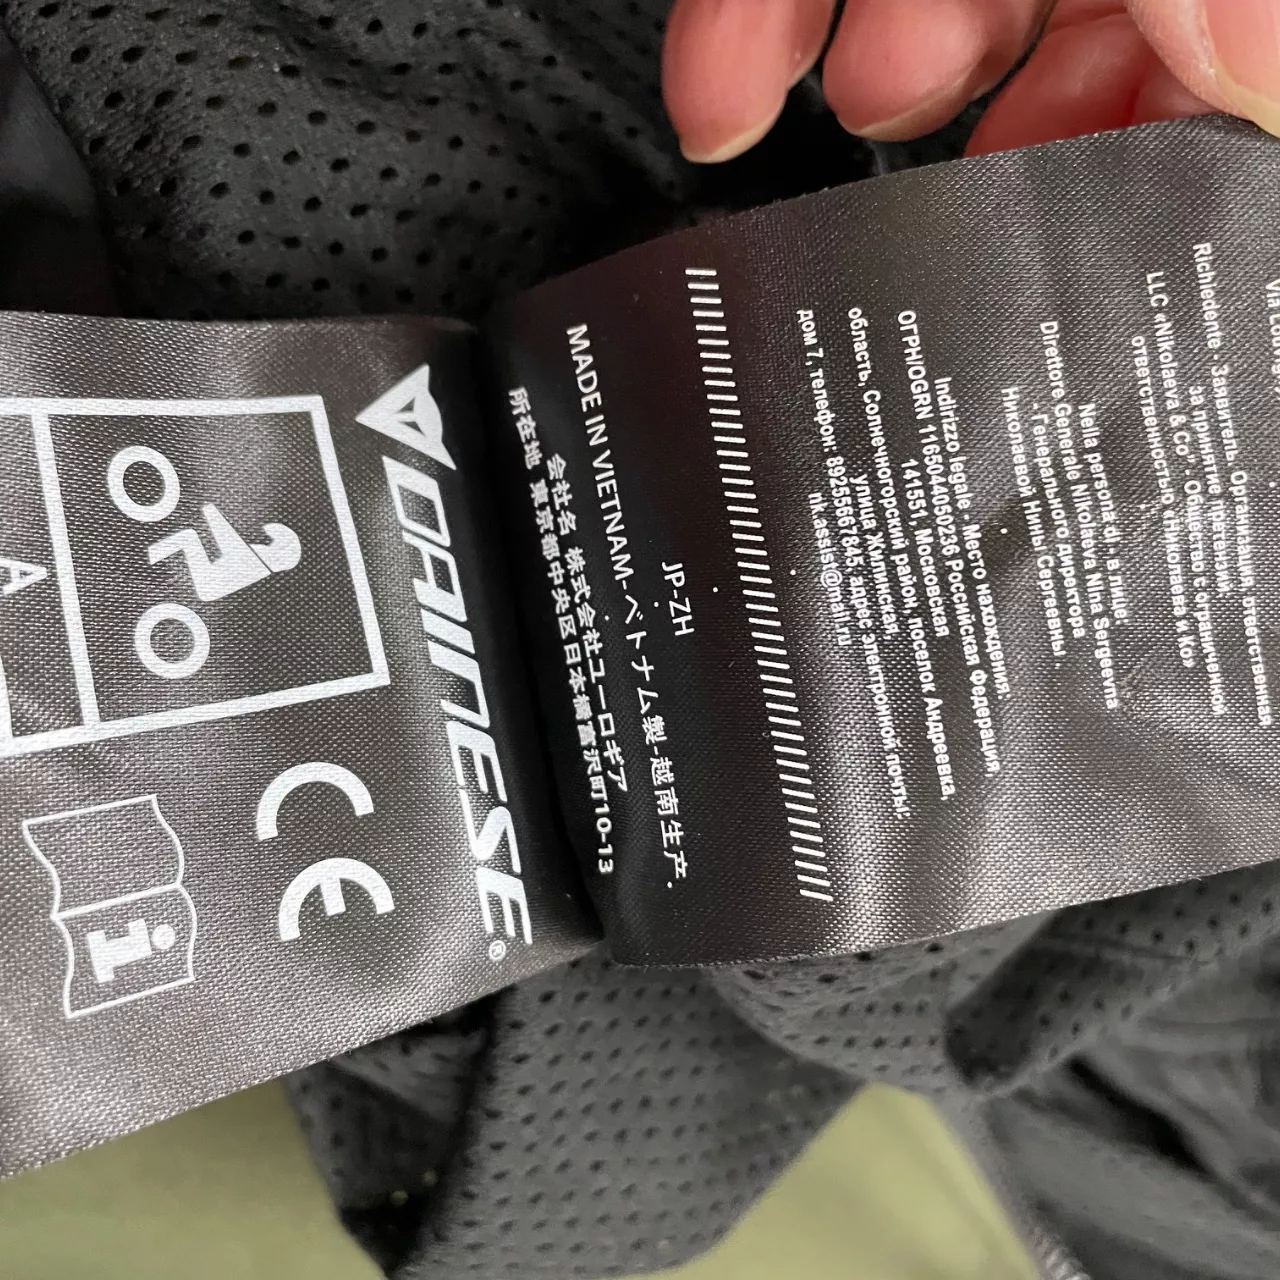 Richiedente · Заявитель. Организация, ответственная
за принятие претензий:
LLC «Nikolaeva & Co" · Общество с ограниченной
ответственностью «Николаева и Ко»
Nella persona di · в лице:
Direttore Generale Nikolaeva Nina Sergeevna
Генерального директора
Николаевой Нины Сергеевны.
Indirizzo legale · Место нахождения:
ОГРН/OGRN 1165044050236 Российская Федерация,
141551, Московская
область, Солнечногорский район, поселок Андреевка,
улица Жилинская,
дом 7, телефон: 89255667845, адрес электронной почты:
nk.assist@mail.ru
JP-ZH
MADE IN VIETNAM-ベトナム製-越南生产.
会社名 株式会社ユーロギア
所在地 東京都中央区日本橋富沢町10-13
DAINESE®
CE
i
A